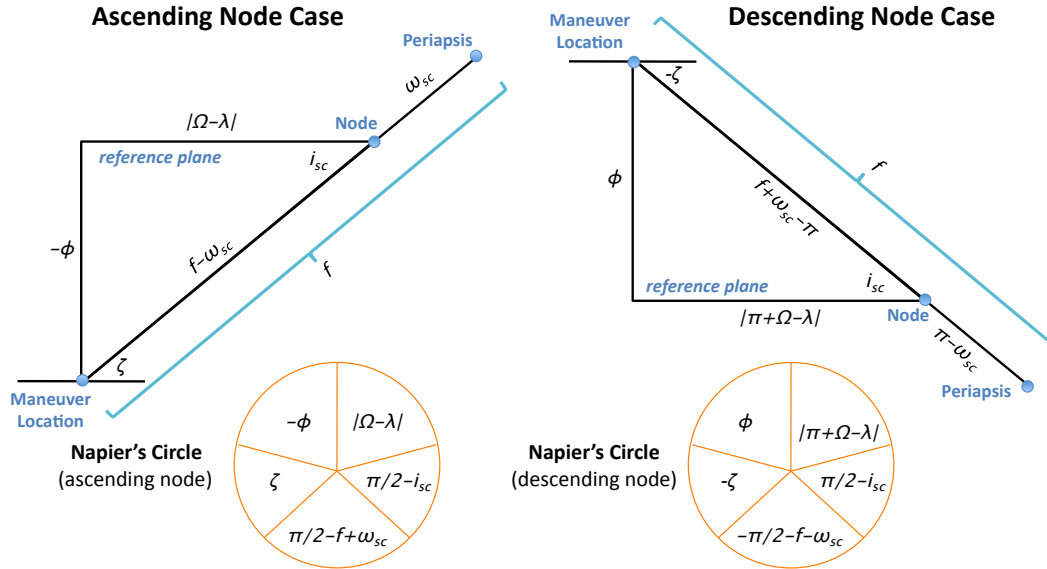 Ascending Node Case
Periapsis
ω_sc
|Ω−λ|
Node
reference plane
i_sc
−ϕ
f−ω_sc
f
ζ
Maneuver
Location
−ϕ
|Ω−λ|
ζ
π/2−i_sc
π/2−f+ω_sc
Napier’s Circle
(ascending node)
Descending Node Case
Maneuver
Location
-ζ
f
ϕ
f+ω_sc−π
reference plane
i_sc
Node
|π+Ω−λ|
π−ω_sc
Periapsis
Napier’s Circle
(descending node)
ϕ
|π+Ω−λ|
-ζ
π/2−i_sc
−π/2−f−ω_sc